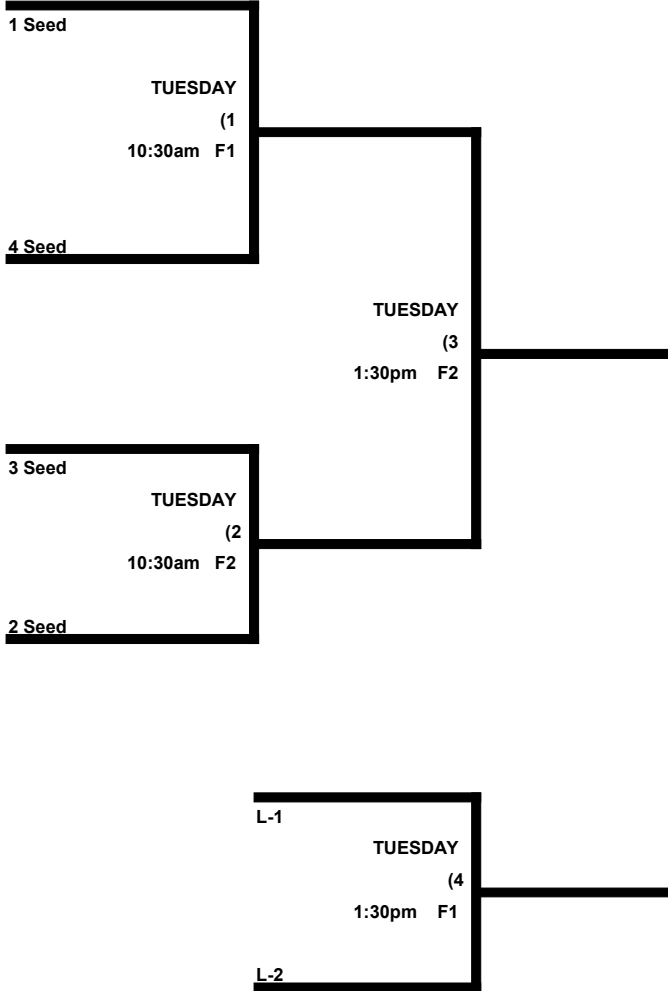 1 Seed
TUESDAY
(1
10:30am F1
4 Seed
TUESDAY
(3
1:30pm F2
3 Seed
TUESDAY
(2
10:30am F2
2 Seed
L-1
TUESDAY
(4
1:30pm F1
L-2